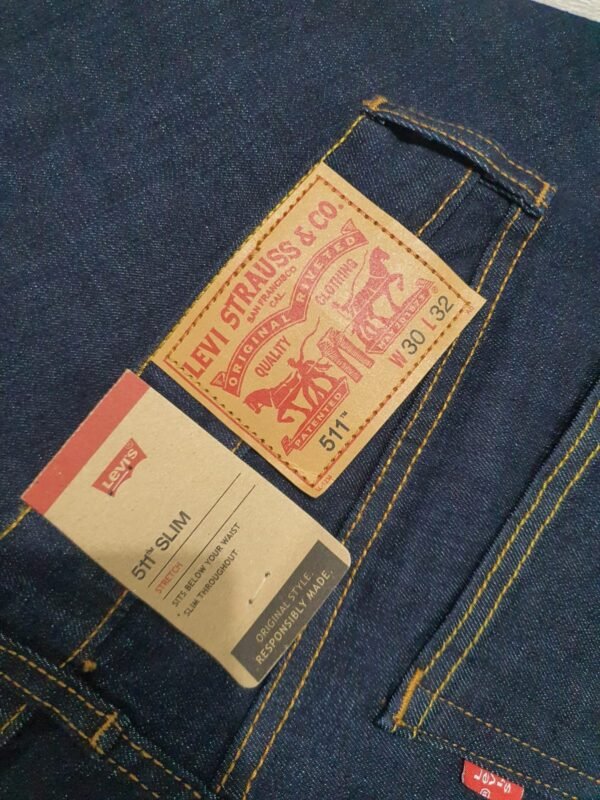 LEVI STRAUSS & CO.
SAN FRANCISCO
CAL
ORIGINAL RIVETED
QUALITY CLOTHING
PATENTED
511™ W 30 L 32
Levi's
511™ SLIM
STRETCH
SITS BELOW YOUR WAIST
SLIM THROUGHOUT
ORIGINAL STYLE.
RESPONSIBLY MADE.
Levi's
®